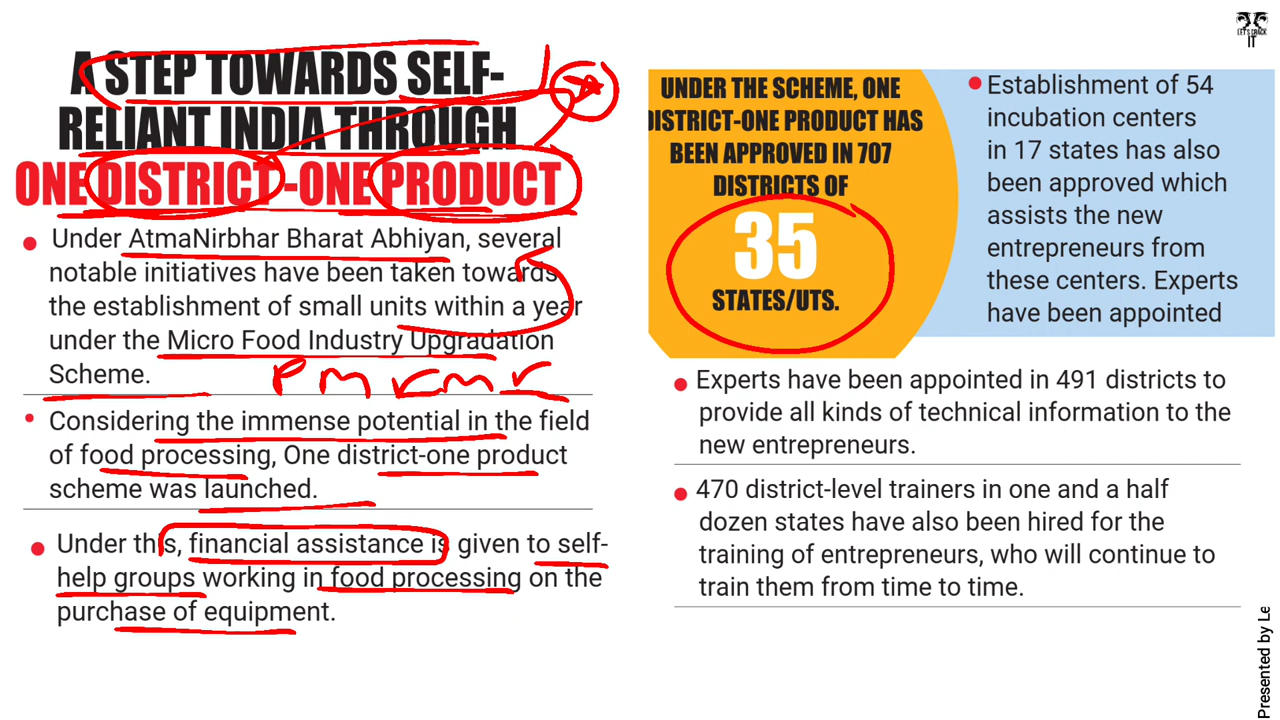 LET'S CRACK
IT
A STEP TOWARDS SELF-
RELIANT INDIA THROUGH
ONE DISTRICT-ONE PRODUCT
Under AtmaNirbhar Bharat Abhiyan, several
notable initiatives have been taken towards
the establishment of small units within a year
under the Micro Food Industry Upgradation
Scheme.
Considering the immense potential in the field
of food processing, One district-one product
scheme was launched.
Under this, financial assistance is given to self-
help groups working in food processing on the
purchase of equipment.
UNDER THE SCHEME, ONE
DISTRICT-ONE PRODUCT HAS
BEEN APPROVED IN 707
DISTRICTS OF
35
STATES/UTS.
Establishment of 54
incubation centers
in 17 states has also
been approved which
assists the new
entrepreneurs from
these centers. Experts
have been appointed
Experts have been appointed in 491 districts to
provide all kinds of technical information to the
new entrepreneurs.
470 district-level trainers in one and a half
dozen states have also been hired for the
training of entrepreneurs, who will continue to
train them from time to time.
Presented by Le